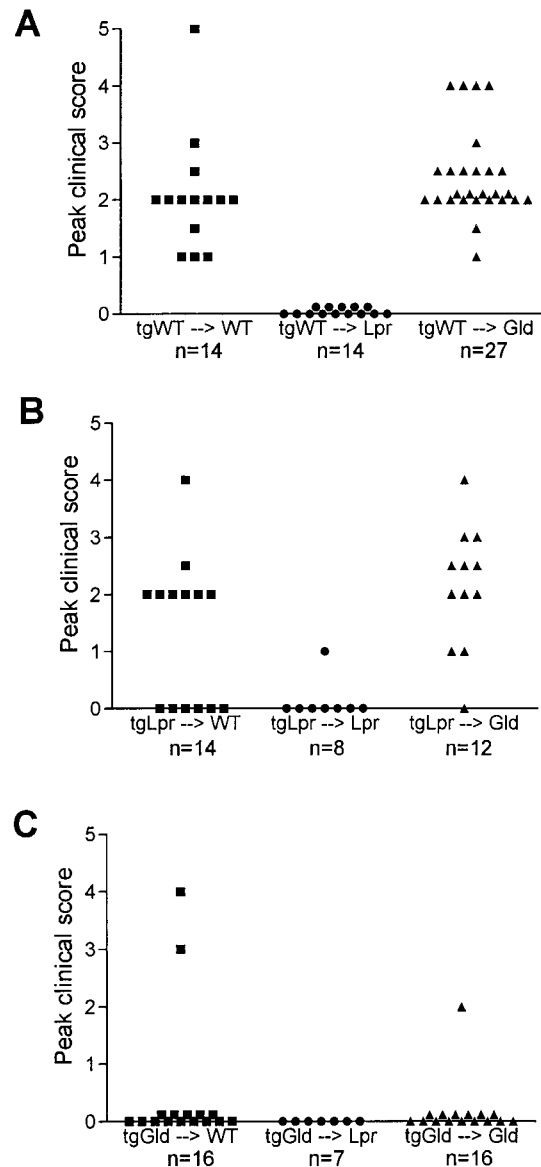 A
Peak clinical score
5
4
3
2
1
0
tgWT --> WT tgWT --> Lpr tgWT --> Gld
n=14 n=14 n=27
B
Peak clinical score
5
4
3
2
1
0
tgLpr --> WT tgLpr --> Lpr tgLpr --> Gld
n=14 n=8 n=12
C
Peak clinical score
5
4
3
2
1
0
tgGld --> WT tgGld --> Lpr tgGld --> Gld
n=16 n=7 n=16